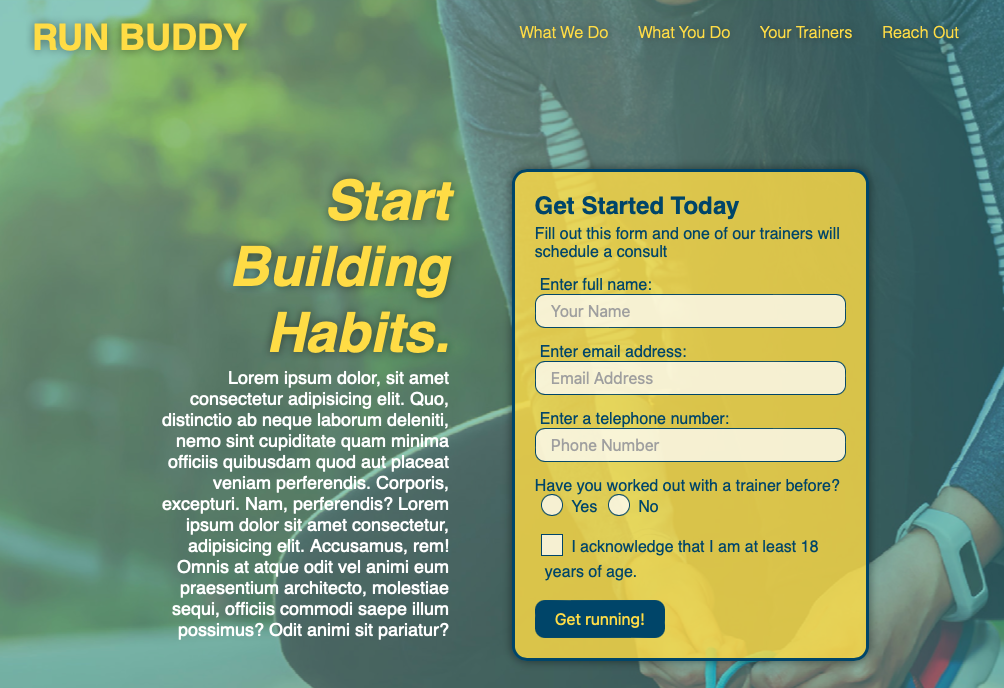 RUN BUDDY
What We Do
What You Do
Your Trainers
Reach Out
Start
Building
Habits.
Lorem ipsum dolor, sit amet
consectetur adipisicing elit. Quo,
distinctio ab neque laborum deleniti,
nemo sint cupiditate quam minima
officiis quibusdam quod aut placeat
veniam perferendis. Corporis,
excepturi. Nam, perferendis? Lorem
ipsum dolor sit amet consectetur,
adipisicing elit. Accusamus, rem!
Omnis at atque odit vel animi eum
praesentium architecto, molestiae
sequi, officiis commodi saepe illum
possimus? Odit animi sit pariatur?
Get Started Today
Fill out this form and one of our trainers will
schedule a consult
Enter full name:
Your Name
Enter email address:
Email Address
Enter a telephone number:
Phone Number
Have you worked out with a trainer before?
Yes No
I acknowledge that I am at least 18
years of age.
Get running!